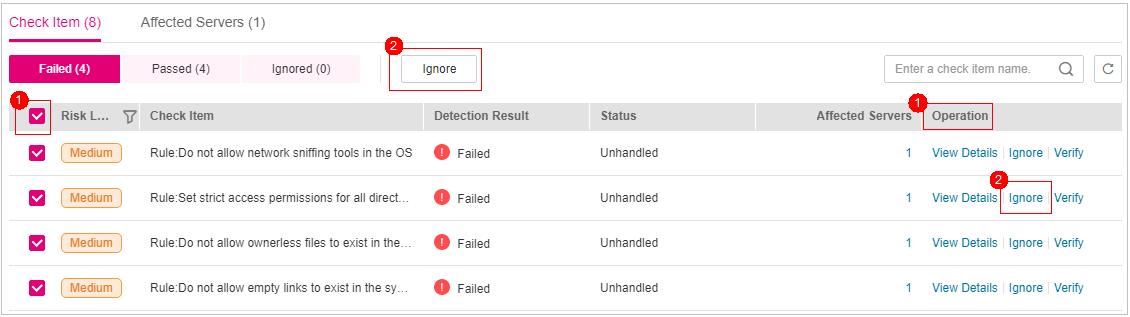 Check Item (8) Affected Servers (1)
2
Failed (4) Passed (4) Ignored (0) Ignore Enter a check item name.
1 1
Risk L... Check Item Detection Result Status Affected Servers Operation
Medium Rule:Do not allow network sniffing tools in the OS ! Failed Unhandled 1 View Details Ignore Verify
2
Medium Rule:Set strict access permissions for all direct... ! Failed Unhandled 1 View Details Ignore Verify
Medium Rule:Do not allow ownerless files to exist in the... ! Failed Unhandled 1 View Details Ignore Verify
Medium Rule:Do not allow empty links to exist in the sy... ! Failed Unhandled 1 View Details Ignore Verify